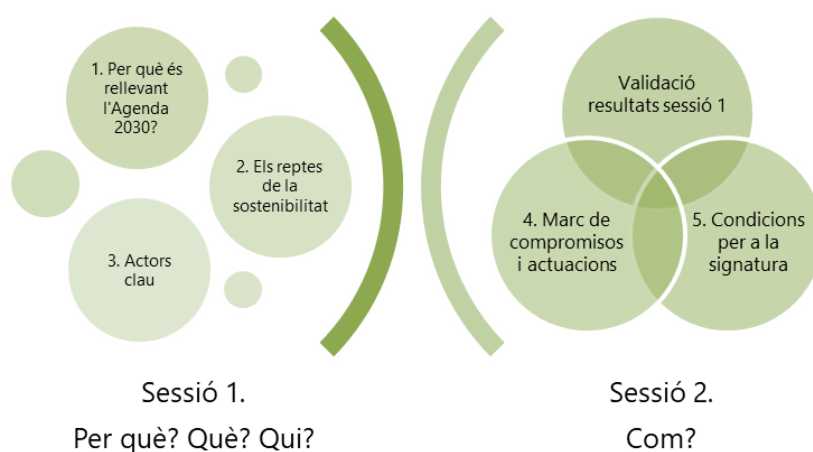 1. Per què és
rellevant
l'Agenda
2030?
2. Els reptes
de la
sostenibilitat
3. Actors
clau
Sessió 1.
Per què? Què? Qui?
Validació
resultats sessió 1
4. Marc de
compromisos
i actuacions
5. Condicions
per a la
signatura
Sessió 2.
Com?